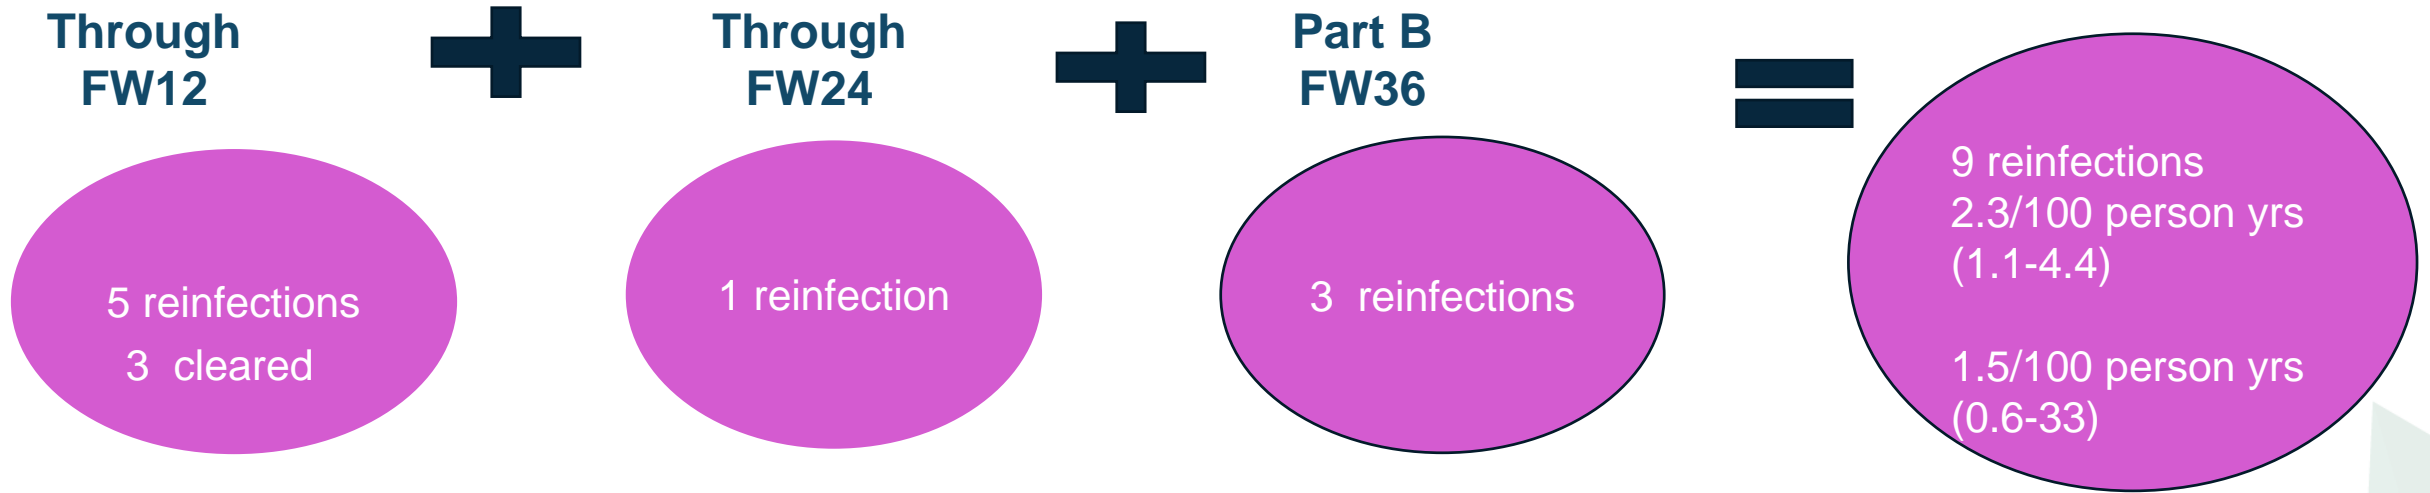 Through
FW12
Through
FW24
Part B
FW36
5 reinfections
3 cleared
1 reinfection
3 reinfections
9 reinfections
2.3/100 person yrs
(1.1-4.4)
1.5/100 person yrs
(0.6-33)